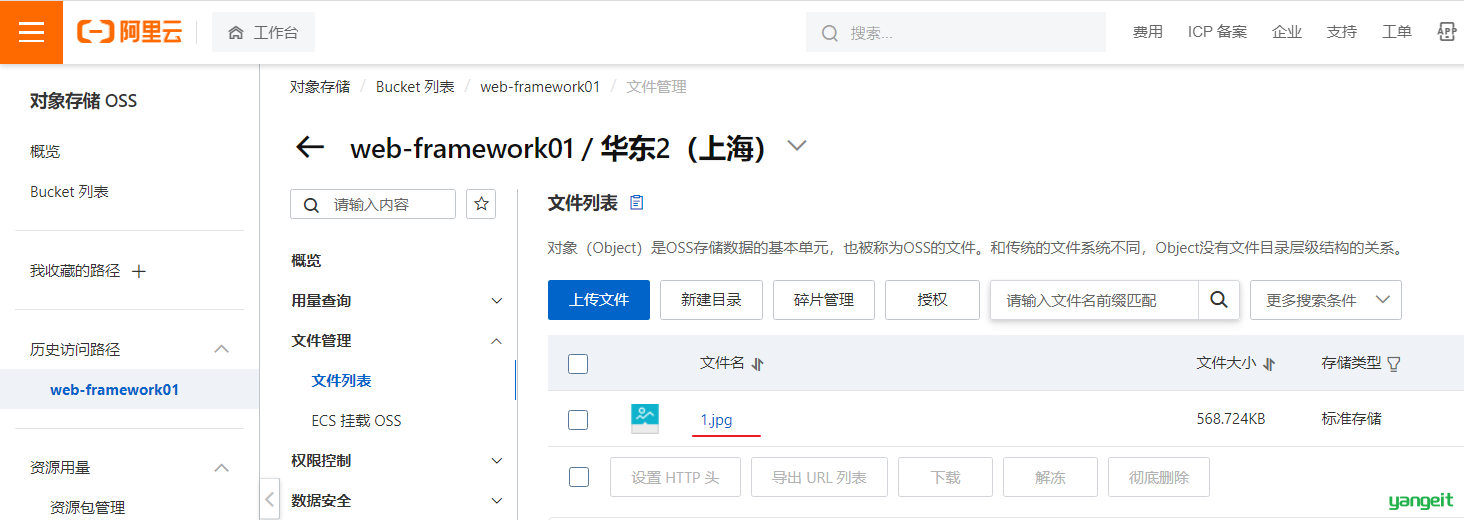 阿里云
工作台
搜索...
费用
ICP 备案
企业
支持
工单
APP
对象存储 OSS
概览
Bucket 列表
我收藏的路径
历史访问路径
web-framework01
资源用量
资源包管理
对象存储 / Bucket 列表 / web-framework01 / 文件管理
web-framework01 / 华东2（上海）
请输入内容
概览
用量查询
文件管理
文件列表
ECS 挂载 OSS
权限控制
数据安全
文件列表
对象（Object）是OSS存储数据的基本单元，也被称为OSS的文件。和传统的文件系统不同，Object没有文件目录层级结构的关系。
上传文件
新建目录
碎片管理
授权
请输入文件名前缀匹配
更多搜索条件
文件名 文件大小 存储类型
1.jpg 568.724KB 标准存储
设置 HTTP 头
导出 URL 列表
下载
解冻
彻底删除
yangeit